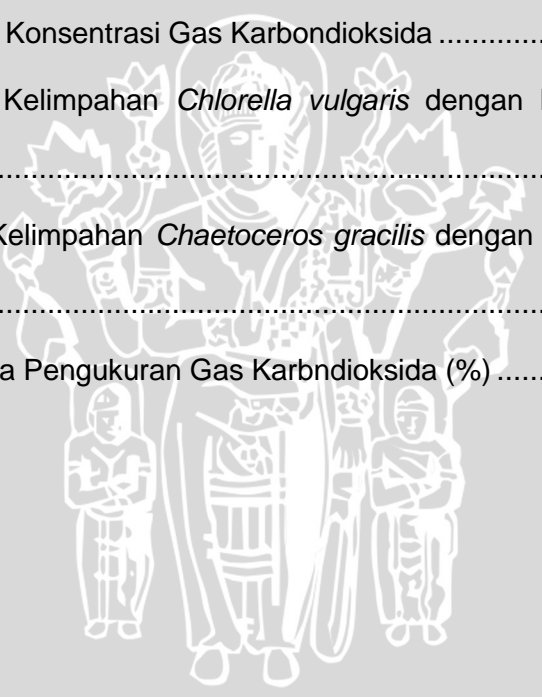 Konsentrasi Gas Karbondioksida ..............
Kelimpahan Chlorella vulgaris dengan
............................................................................
Kelimpahan Chaetoceros gracilis dengan
............................................................................
a Pengukuran Gas Karbndioksida (%) .......